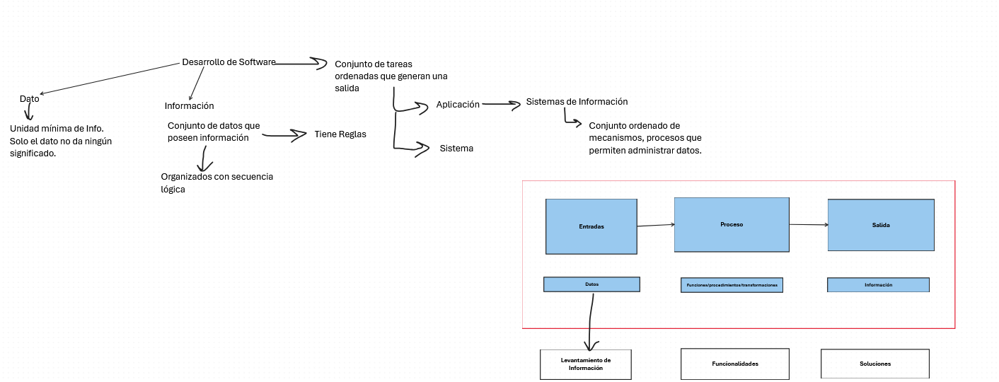 Desarrollo de Software
Conjunto de tareas
ordenadas que generan una
salida
Dato
Información
Aplicación
Sistemas de Información
Unidad mínima de Info.
Solo el dato no da ningún
significado.
Conjunto de datos que
poseen información
Tiene Reglas
Sistema
Conjunto ordenado de
mecanismos, procesos que
permiten administrar datos.
Organizados con secuencia
lógica
Entradas
Proceso
Salida
Datos
Funciones/procedimientos/transformaciones
Información
Levantamiento de
Información
Funcionalidades
Soluciones